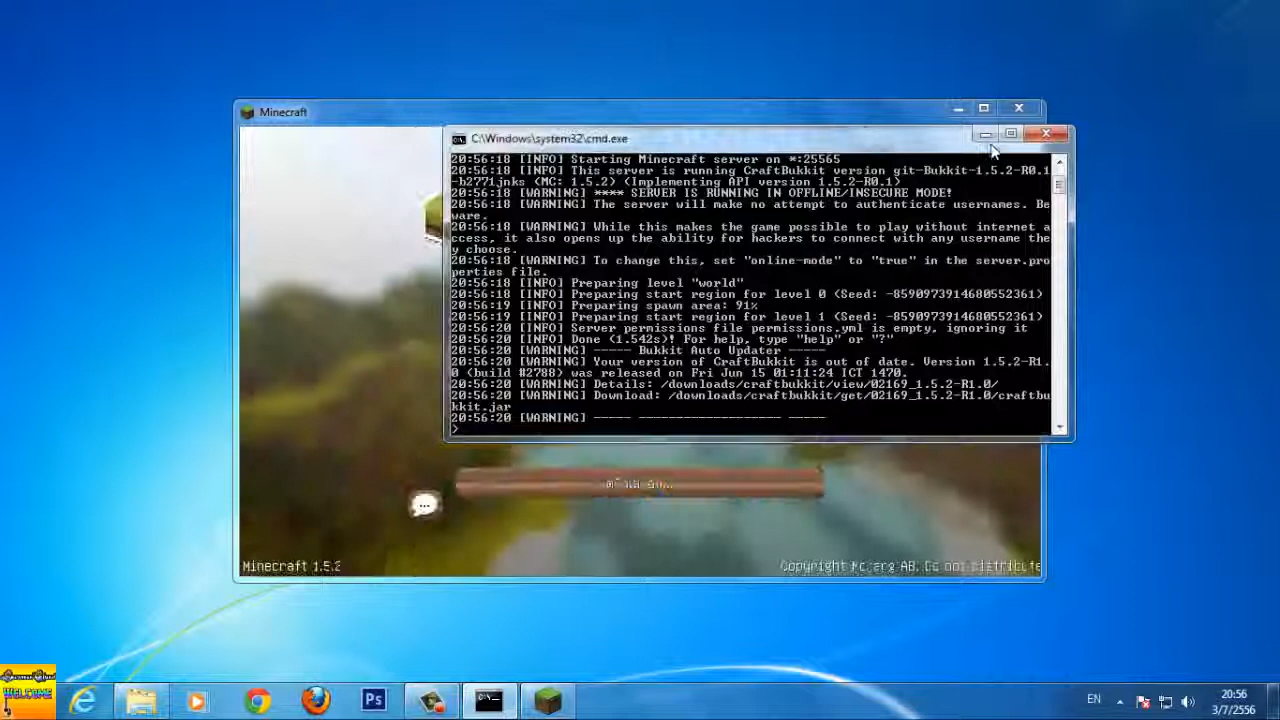 Minecraft
C:\Windows\system32\cmd.exe
20:56:18 [INFO] Starting Minecraft server on *:25565
20:56:18 [INFO] This server is running CraftBukkit version git-Bukkit-1.5.2-R0.1
-b2771jnks (MC: 1.5.2) (Implementing API version 1.5.2-R0.1)
20:56:18 [WARNING] **** SERVER IS RUNNING IN OFFLINE/INSECURE MODE!
20:56:18 [WARNING] The server will make no attempt to authenticate usernames. Be
ware.
20:56:18 [WARNING] While this makes the game possible to play without internet a
ccess, it also opens up the ability for hackers to connect with any username the
y choose.
20:56:18 [WARNING] To change this, set "online-mode" to "true" in the server.pro
perties file.
20:56:18 [INFO] Preparing level "world"
20:56:18 [INFO] Preparing start region for level 0 (Seed: -8590973914680552361)
20:56:19 [INFO] Preparing spawn area: 91%
20:56:19 [INFO] Preparing start region for level 1 (Seed: -8590973914680552361)
20:56:20 [INFO] Server permissions file permissions.yml is empty, ignoring it
20:56:20 [INFO] Done (1.542s)! For help, type "help" or "?"
20:56:20 [WARNING] ----- Bukkit Auto Updater -----
20:56:20 [WARNING] Your version of CraftBukkit is out of date. Version 1.5.2-R1.
0 (build #2788) was released on Fri Jun 15 01:11:24 ICT 1470.
20:56:20 [WARNING] Details: /downloads/craftbukkit/view/02169_1.5.2-R1.0/
20:56:20 [WARNING] Download: /downloads/craftbukkit/get/02169_1.5.2-R1.0/craftbu
kkit.jar
20:56:20 [WARNING] ----- ------------------- -----
>
Minecraft 1.5.2
Copyright Mojang AB. Do not distribute
WELCOME
Ps
EN
20:56
3/7/2556